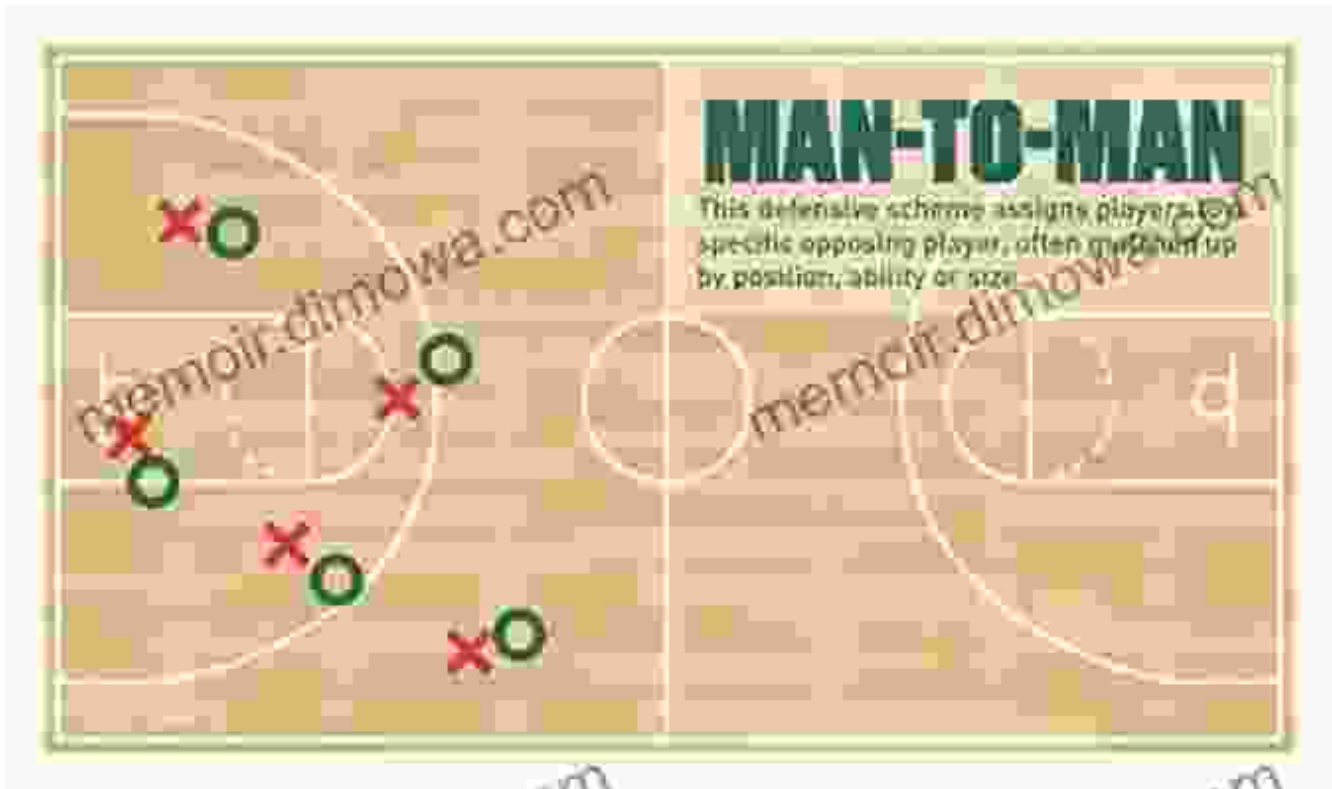 MAN-TO-MAN
This defensive scheme assigns players to a
specific opposing player, often matched up
by position, ability or size.
memoir.dimowa.com
memoir.dimowa.com